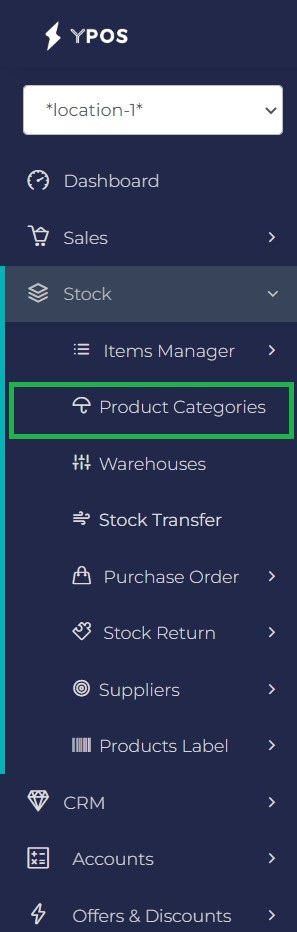 YPOS
*location-1*
Dashboard
Sales
Stock
Items Manager
Product Categories
Warehouses
Stock Transfer
Purchase Order
Stock Return
Suppliers
Products Label
CRM
Accounts
Offers & Discounts